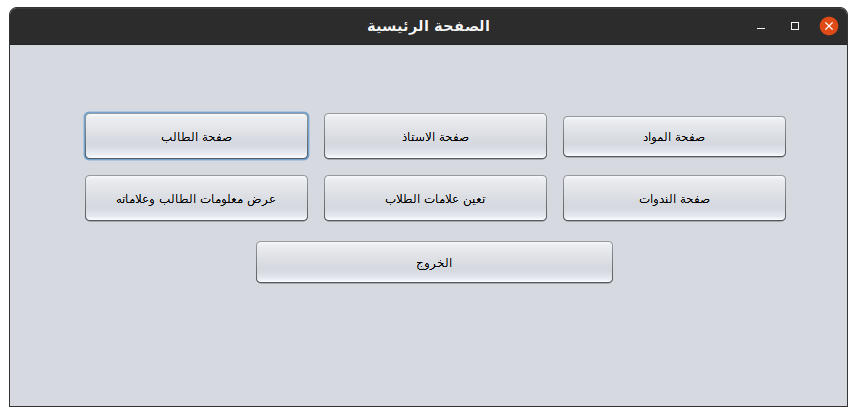 الصفحة الرئيسية
صفحة المواد
صفحة الاستاذ
صفحة الطالب
صفحة الندوات
تعين علامات الطلاب
عرض معلومات الطالب وعلاماته
الخروج